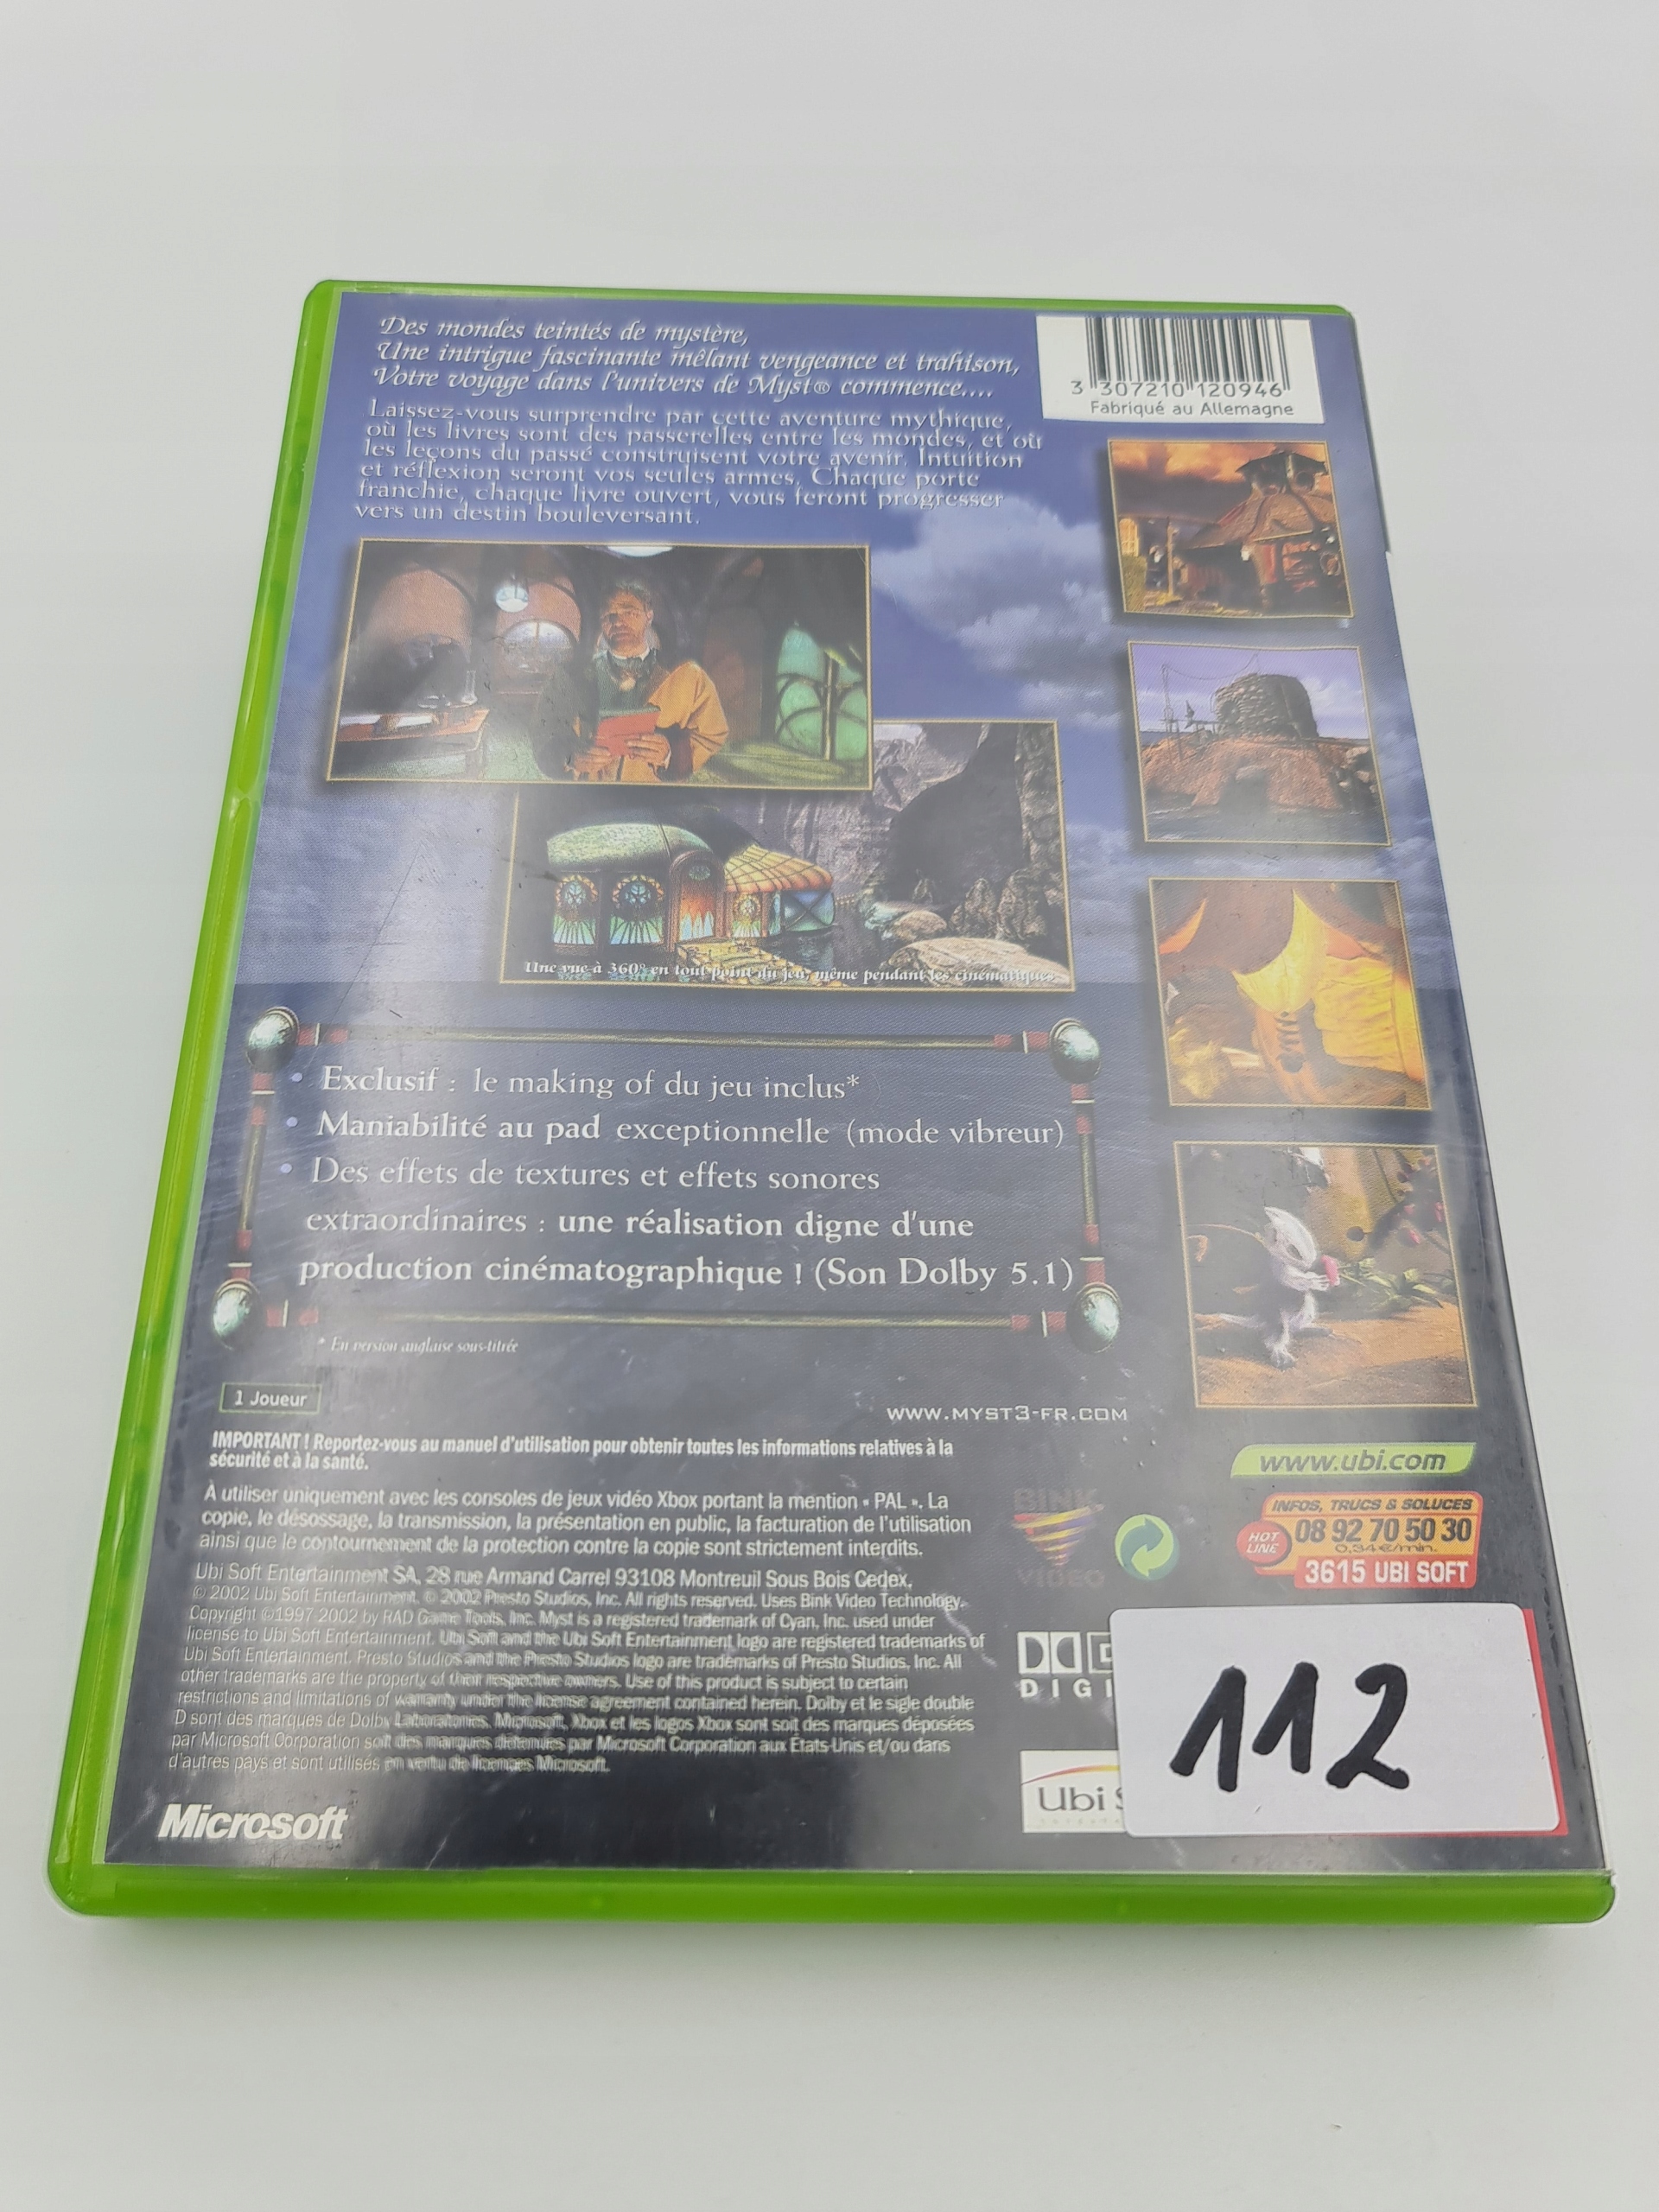 Des mondes teintés de mystère,
Une intrigue fascinante mêlant vengeance et trahison,
Votre voyage dans l'univers de Myst® commence....
3 307210 120946
Fabriqué au Allemagne
Laissez-vous surprendre par cette aventure mythique,
où les livres sont des passerelles entre les mondes, et où
les leçons du passé construisent votre avenir. Intuition
et réflexion seront vos seules armes. Chaque porte
franchie, chaque livre ouvert, vous feront progresser
vers un destin bouleversant.
Une vue à 360° en tout point du jeu, même pendant les cinématiques
• Exclusif : le making of du jeu inclus*
• Maniabilité au pad exceptionnelle (mode vibreur)
• Des effets de textures et effets sonores
extraordinaires : une réalisation digne d'une
production cinématographique ! (Son Dolby 5.1)
* En version anglaise sous-titrée
1 Joueur
WWW.MYST3-FR.COM
IMPORTANT ! Reportez-vous au manuel d'utilisation pour obtenir toutes les informations relatives à la
sécurité et à la santé.
À utiliser uniquement avec les consoles de jeux vidéo Xbox portant la mention « PAL ». La
copie, le désossage, la transmission, la présentation en public, la facturation de l'utilisation
ainsi que le contournement de la protection contre la copie sont strictement interdits.
Ubi Soft Entertainment SA, 28 rue Armand Carrel 93108 Montreuil Sous Bois Cedex.
© 2002 Ubi Soft Entertainment. © 2002 Presto Studios, Inc. All rights reserved. Uses Bink Video Technology.
Copyright ©1997-2002 by RAD Game Tools, Inc. Myst is a registered trademark of Cyan, Inc. used under
license to Ubi Soft Entertainment. Ubi Soft and the Ubi Soft Entertainment logo are registered trademarks of
Ubi Soft Entertainment. Presto Studios and the Presto Studios logo are trademarks of Presto Studios, Inc. All
other trademarks are the property of their respective owners. Use of this product is subject to certain
restrictions and limitations of warranty under the license agreement contained herein. Dolby et le sigle double
D sont des marques de Dolby Laboratories. Microsoft, Xbox et les logos Xbox sont soit des marques déposées
par Microsoft Corporation soit des marques détenues par Microsoft Corporation aux États-Unis et/ou dans
d'autres pays et sont utilisés en vertu de licences Microsoft.
Microsoft
BINK
VIDEO
www.ubi.com
INFOS, TRUCS & SOLUCES
HOT
LINE
08 92 70 50 30
0,34€/min.
3615 UBI SOFT
DIGI
Ubi S
112